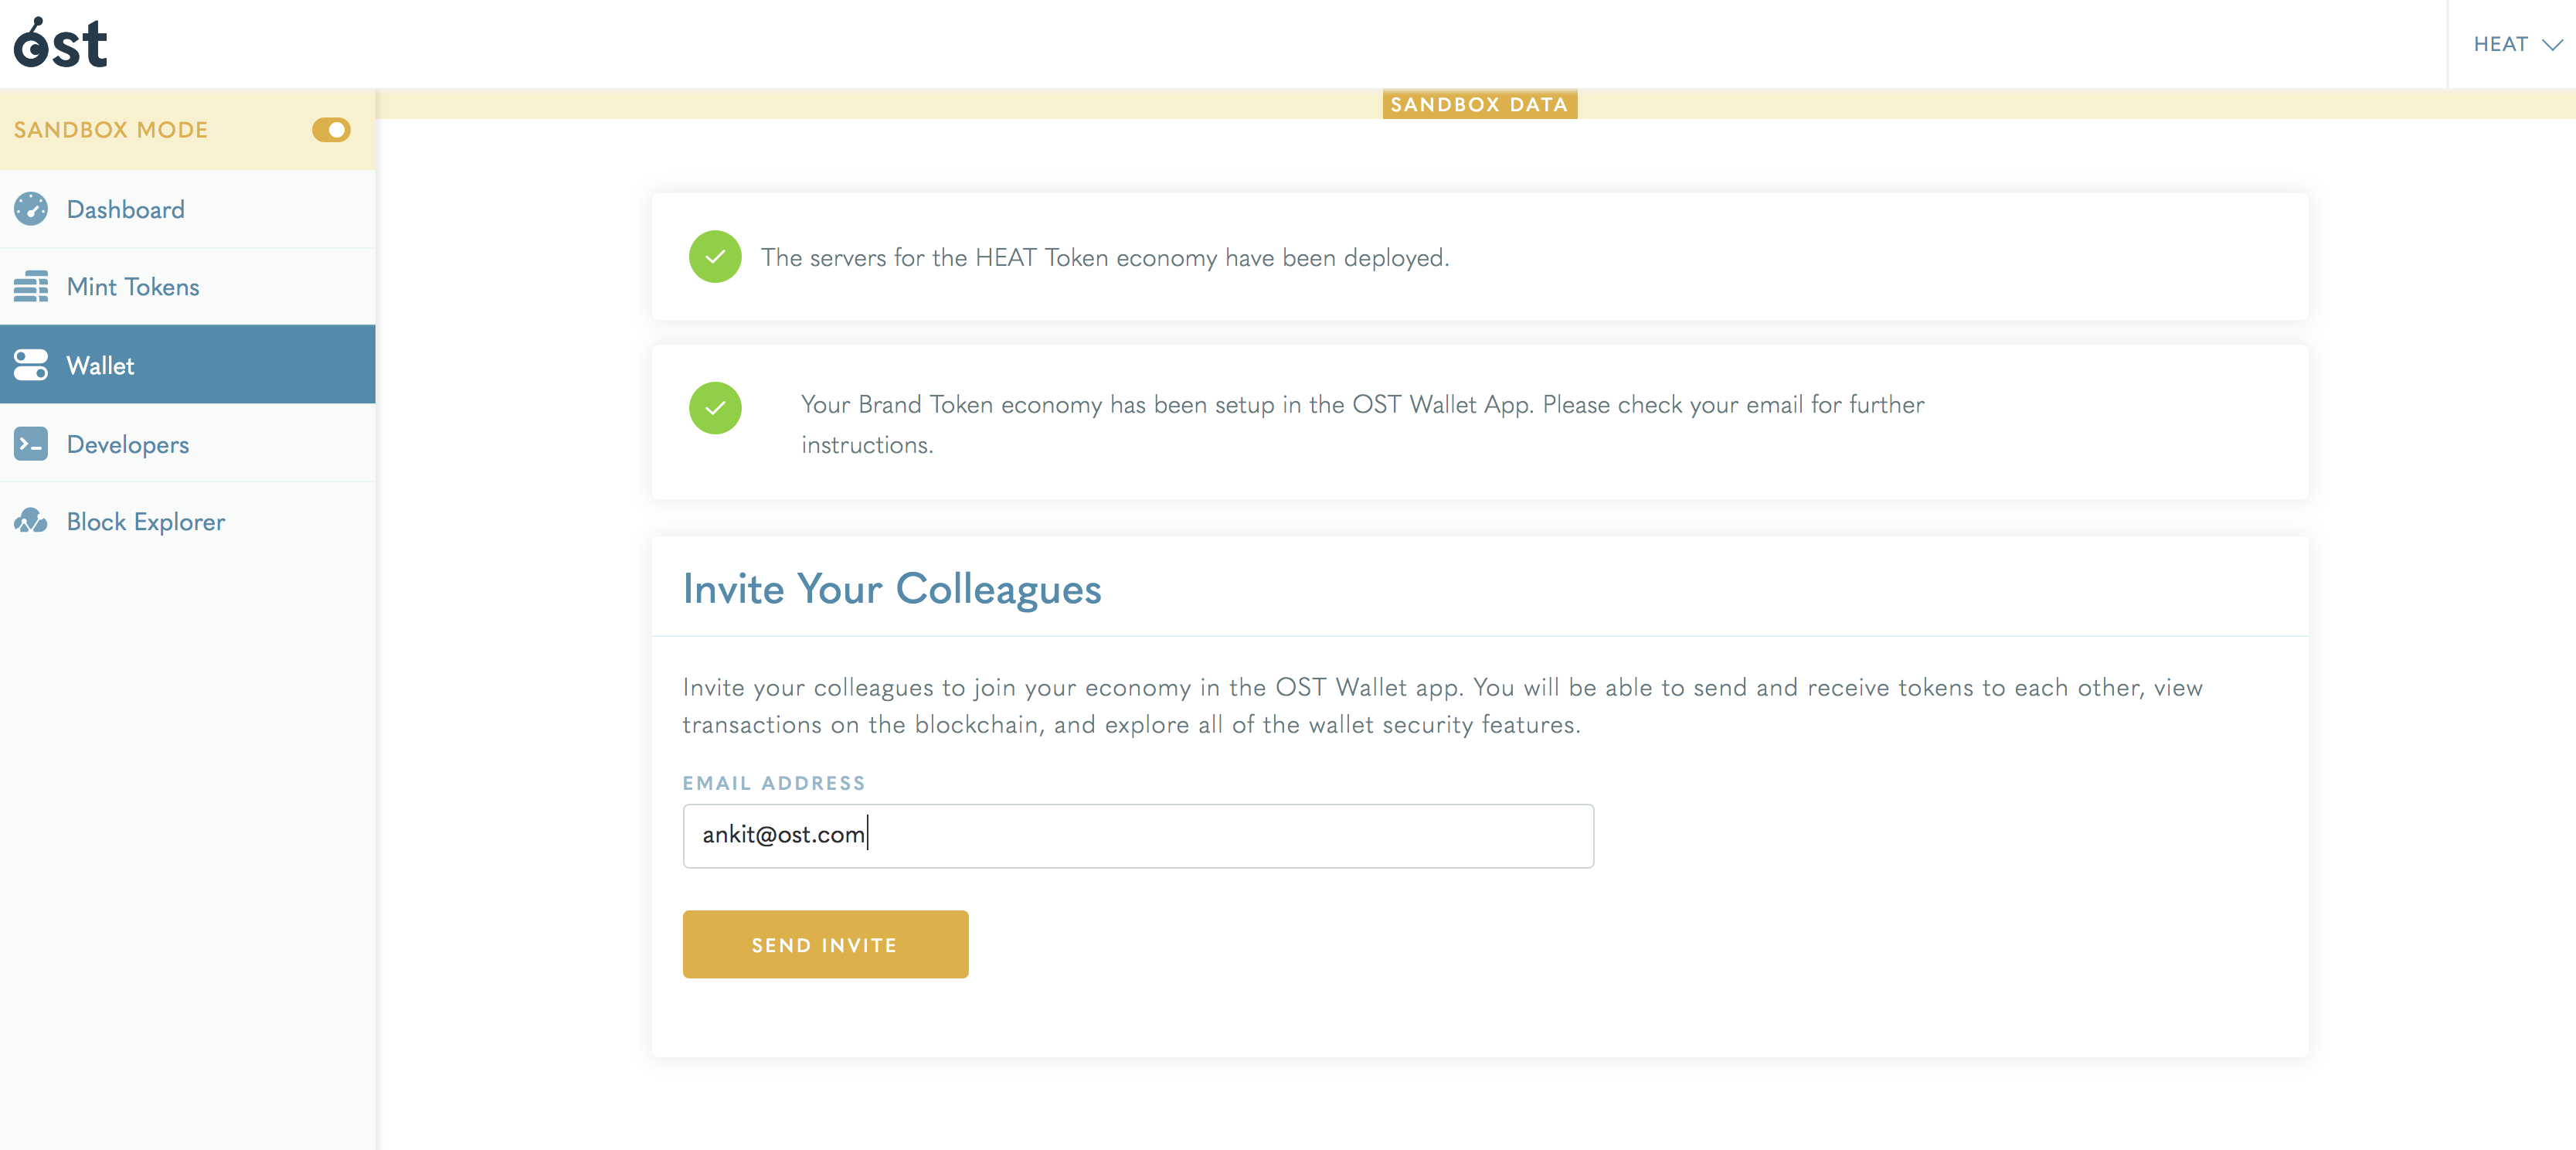 óst
HEAT
SANDBOX DATA
SANDBOX MODE
Dashboard
Mint Tokens
Wallet
Developers
Block Explorer
The servers for the HEAT Token economy have been deployed.
Your Brand Token economy has been setup in the OST Wallet App. Please check your email for further
instructions.
Invite Your Colleagues
Invite your colleagues to join your economy in the OST Wallet app. You will be able to send and receive tokens to each other, view
transactions on the blockchain, and explore all of the wallet security features.
EMAIL ADDRESS
ankit@ost.com
SEND INVITE